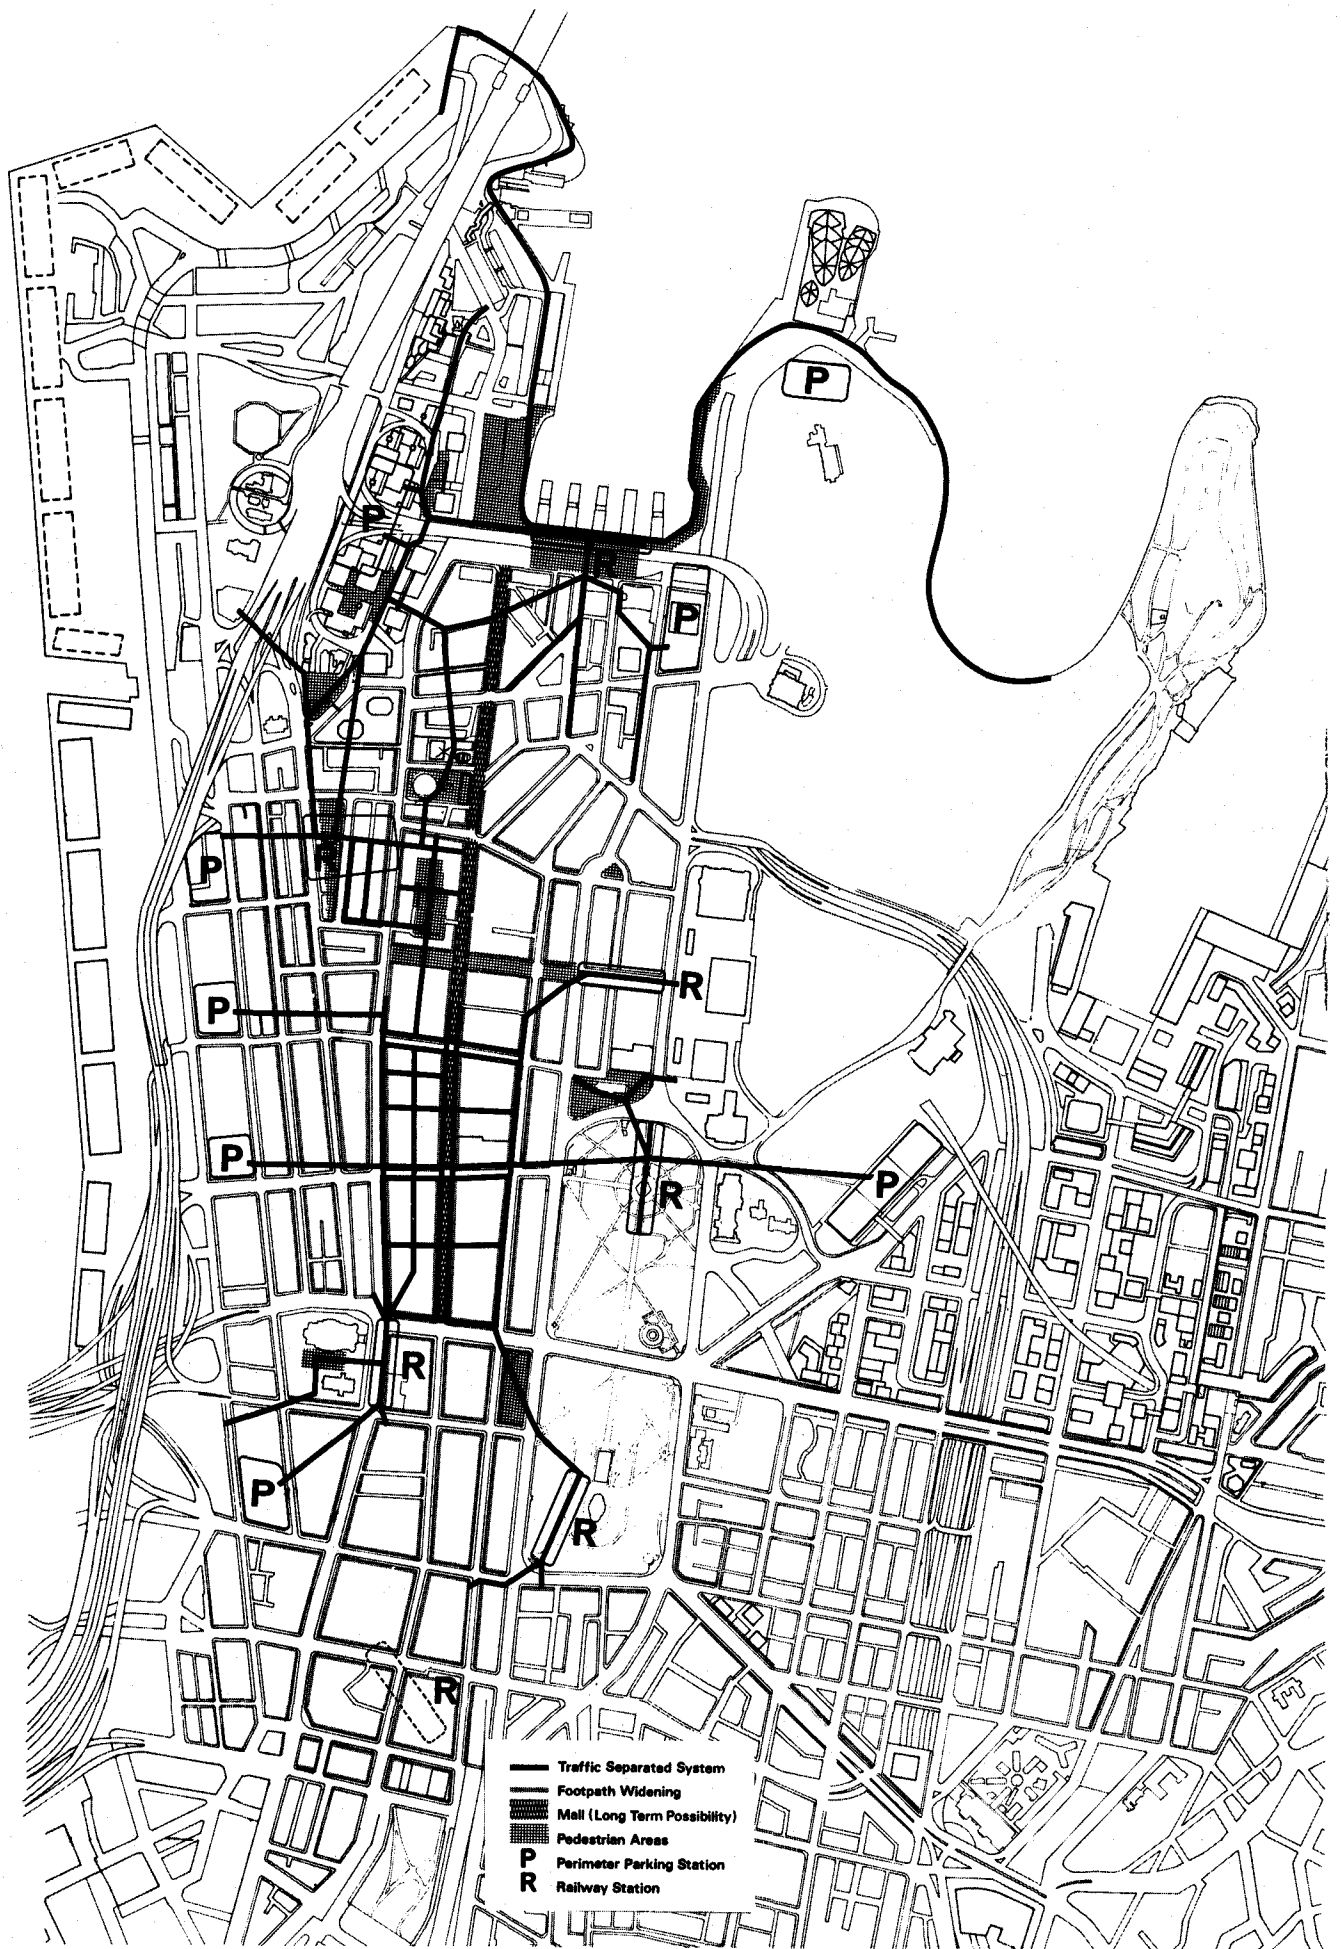 P
P
R
P
P
R
R
P
P
P
R
R
P
R
R
Traffic Separated System
Footpath Widening
Mall (Long Term Possibility)
Pedestrian Areas
P Perimeter Parking Station
R Railway Station